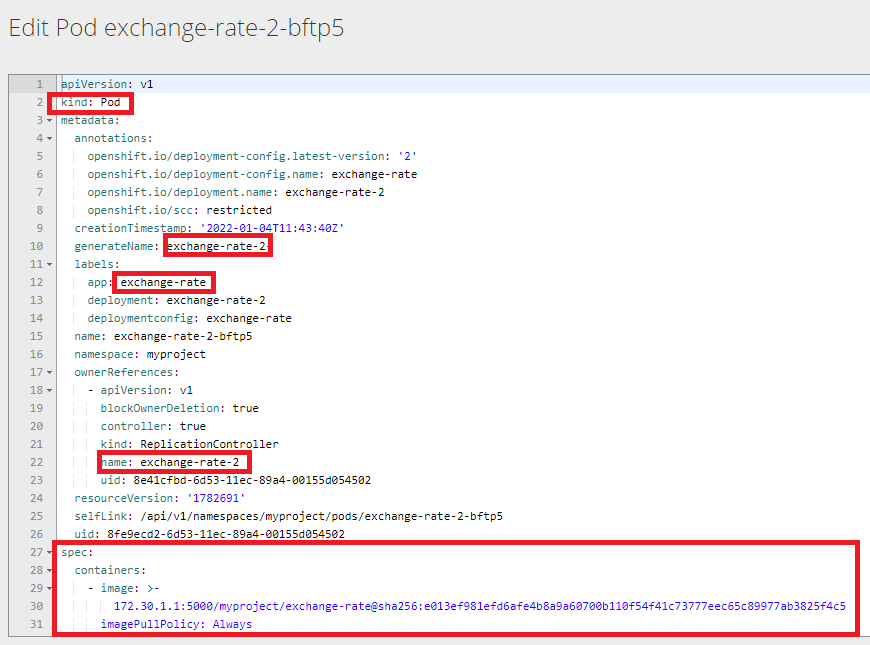 Edit Pod exchange-rate-2-bftp5
1 apiVersion: v1
2 kind: Pod
3 metadata:
4 annotations:
5 openshift.io/deployment-config.latest-version: '2'
6 openshift.io/deployment-config.name: exchange-rate
7 openshift.io/deployment.name: exchange-rate-2
8 openshift.io/scc: restricted
9 creationTimestamp: '2022-01-04T11:43:40Z'
10 generateName: exchange-rate-2-
11 labels:
12 app: exchange-rate
13 deployment: exchange-rate-2
14 deploymentconfig: exchange-rate
15 name: exchange-rate-2-bftp5
16 namespace: myproject
17 ownerReferences:
18 - apiVersion: v1
19 blockOwnerDeletion: true
20 controller: true
21 kind: ReplicationController
22 name: exchange-rate-2
23 uid: 8e41cfbd-6d53-11ec-89a4-00155d054502
24 resourceVersion: '1782691'
25 selfLink: /api/v1/namespaces/myproject/pods/exchange-rate-2-bftp5
26 uid: 8fe9ecd2-6d53-11ec-89a4-00155d054502
27 spec:
28 containers:
29 - image: >-
30 172.30.1.1:5000/myproject/exchange-rate@sha256:e013ef981efd6afe4b8a9a60700b110f54f41c73777eec65c89977ab3825f4c5
31 imagePullPolicy: Always